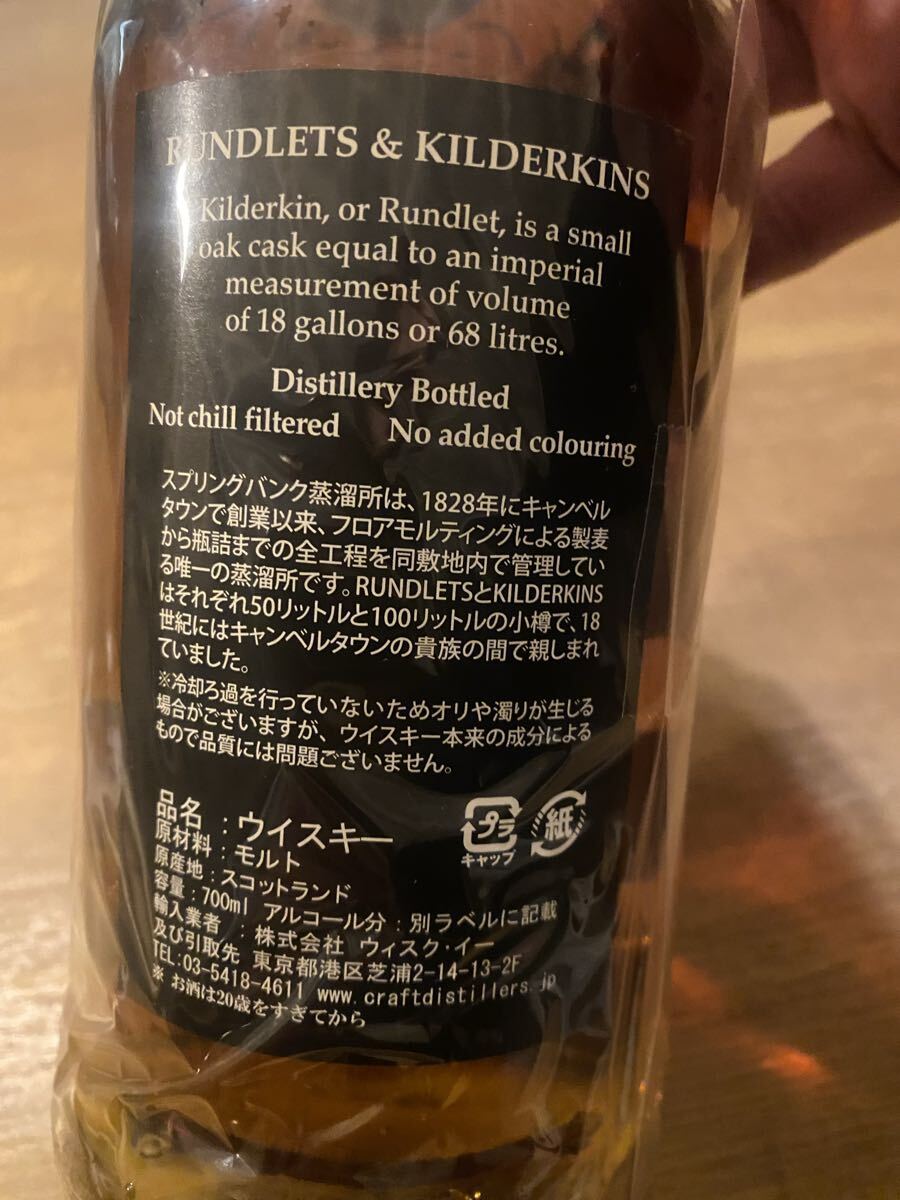 RUNDLETS & KILDERKINS
Kilderkin, or Rundlet, is a small
oak cask equal to an imperial
measurement of volume
of 18 gallons or 68 litres.
Distillery Bottled
Not chill filtered No added colouring
スプリングバンク蒸溜所は、1828年にキャンベル
タウンで創業以来、フロアモルティングによる製麦
から瓶詰までの全工程を同敷地内で管理してい
る唯一の蒸溜所です。RUNDLETSとKILDERKINS
はそれぞれ50リットルと100リットルの小樽で、18
世紀にはキャンベルタウンの貴族の間で親しまれ
ていました。
※冷却ろ過を行っていないためオリや濁りが生じる
場合がございますが、ウイスキー本来の成分による
もので品質には問題ございません。
品名 : ウイスキー
原材料 : モルト
原産地 : スコットランド
容量 : 700ml アルコール分 : 別ラベルに記載
輸入業者 : 株式会社 ウィスク・イー
及び引取先 東京都港区芝浦2-14-13-2F
TEL:03-5418-4611 www.craftdistillers.jp
※ お酒は20歳をすぎてから
プラ
キャップ
紙